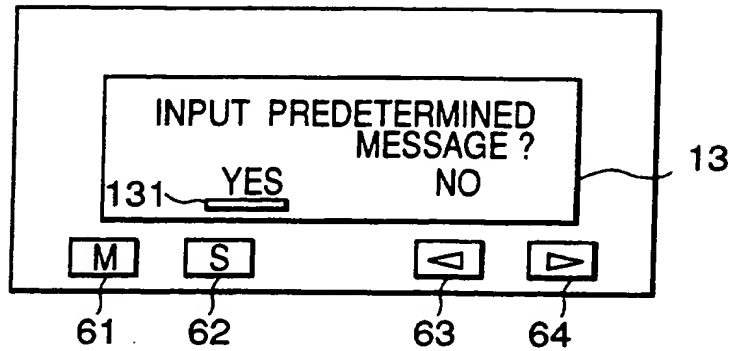 INPUT PREDETERMINED
MESSAGE ?
13
YES NO
131
M S
61 62 63 64